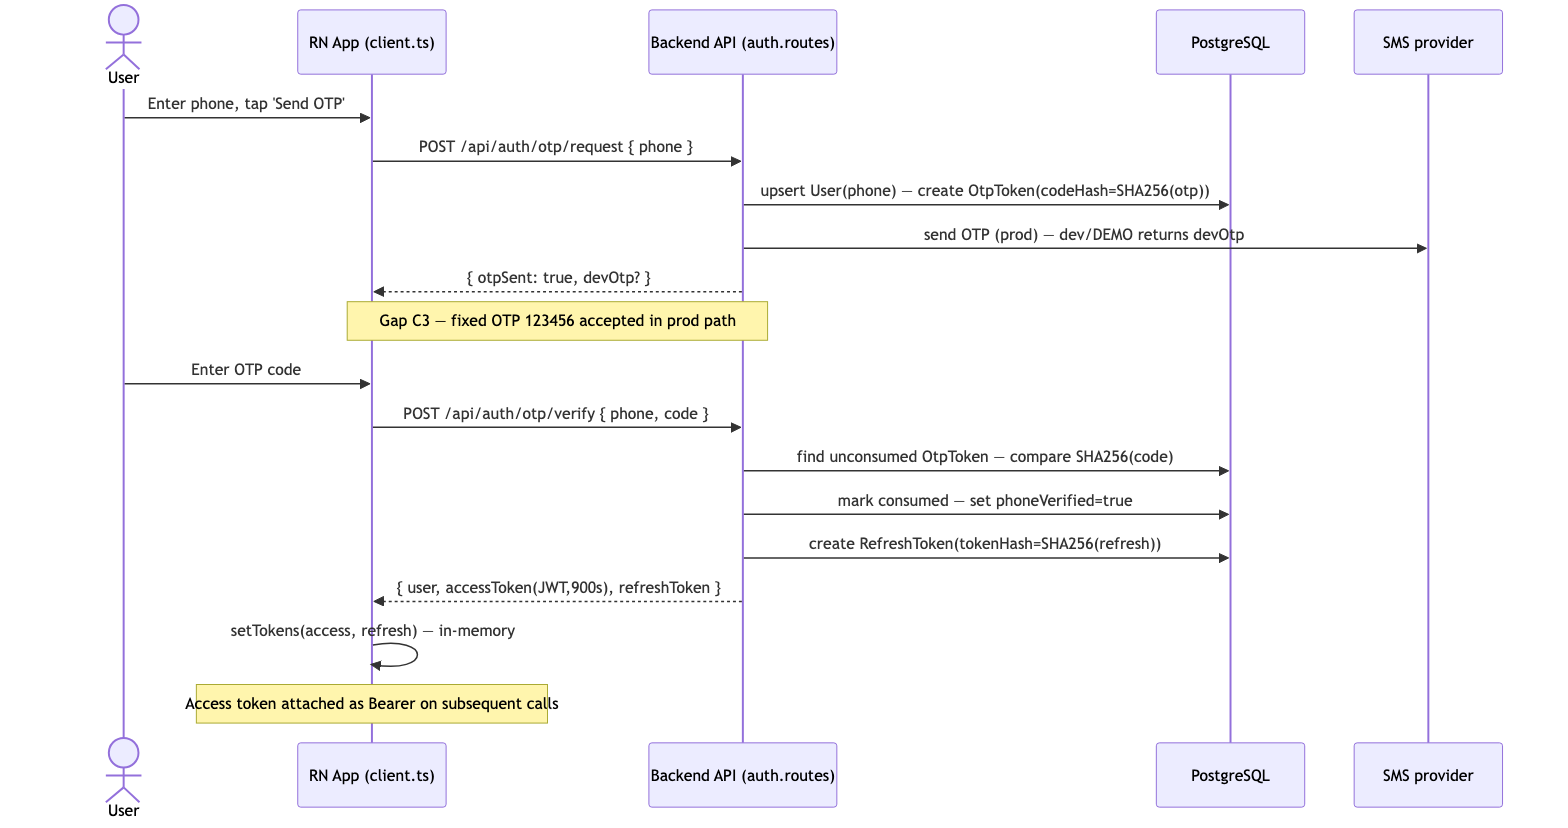 RN App (client.ts)
Backend API (auth.routes)
PostgreSQL
SMS provider
User
Enter phone, tap 'Send OTP'
POST /api/auth/otp/request { phone }
upsert User(phone) — create OtpToken(codeHash=SHA256(otp))
send OTP (prod) — dev/DEMO returns devOtp
{ otpSent: true, devOtp? }
Gap C3 — fixed OTP 123456 accepted in prod path
Enter OTP code
POST /api/auth/otp/verify { phone, code }
find unconsumed OtpToken — compare SHA256(code)
mark consumed — set phoneVerified=true
create RefreshToken(tokenHash=SHA256(refresh))
{ user, accessToken(JWT,900s), refreshToken }
setTokens(access, refresh) — in-memory
Access token attached as Bearer on subsequent calls
RN App (client.ts)
Backend API (auth.routes)
PostgreSQL
SMS provider
User